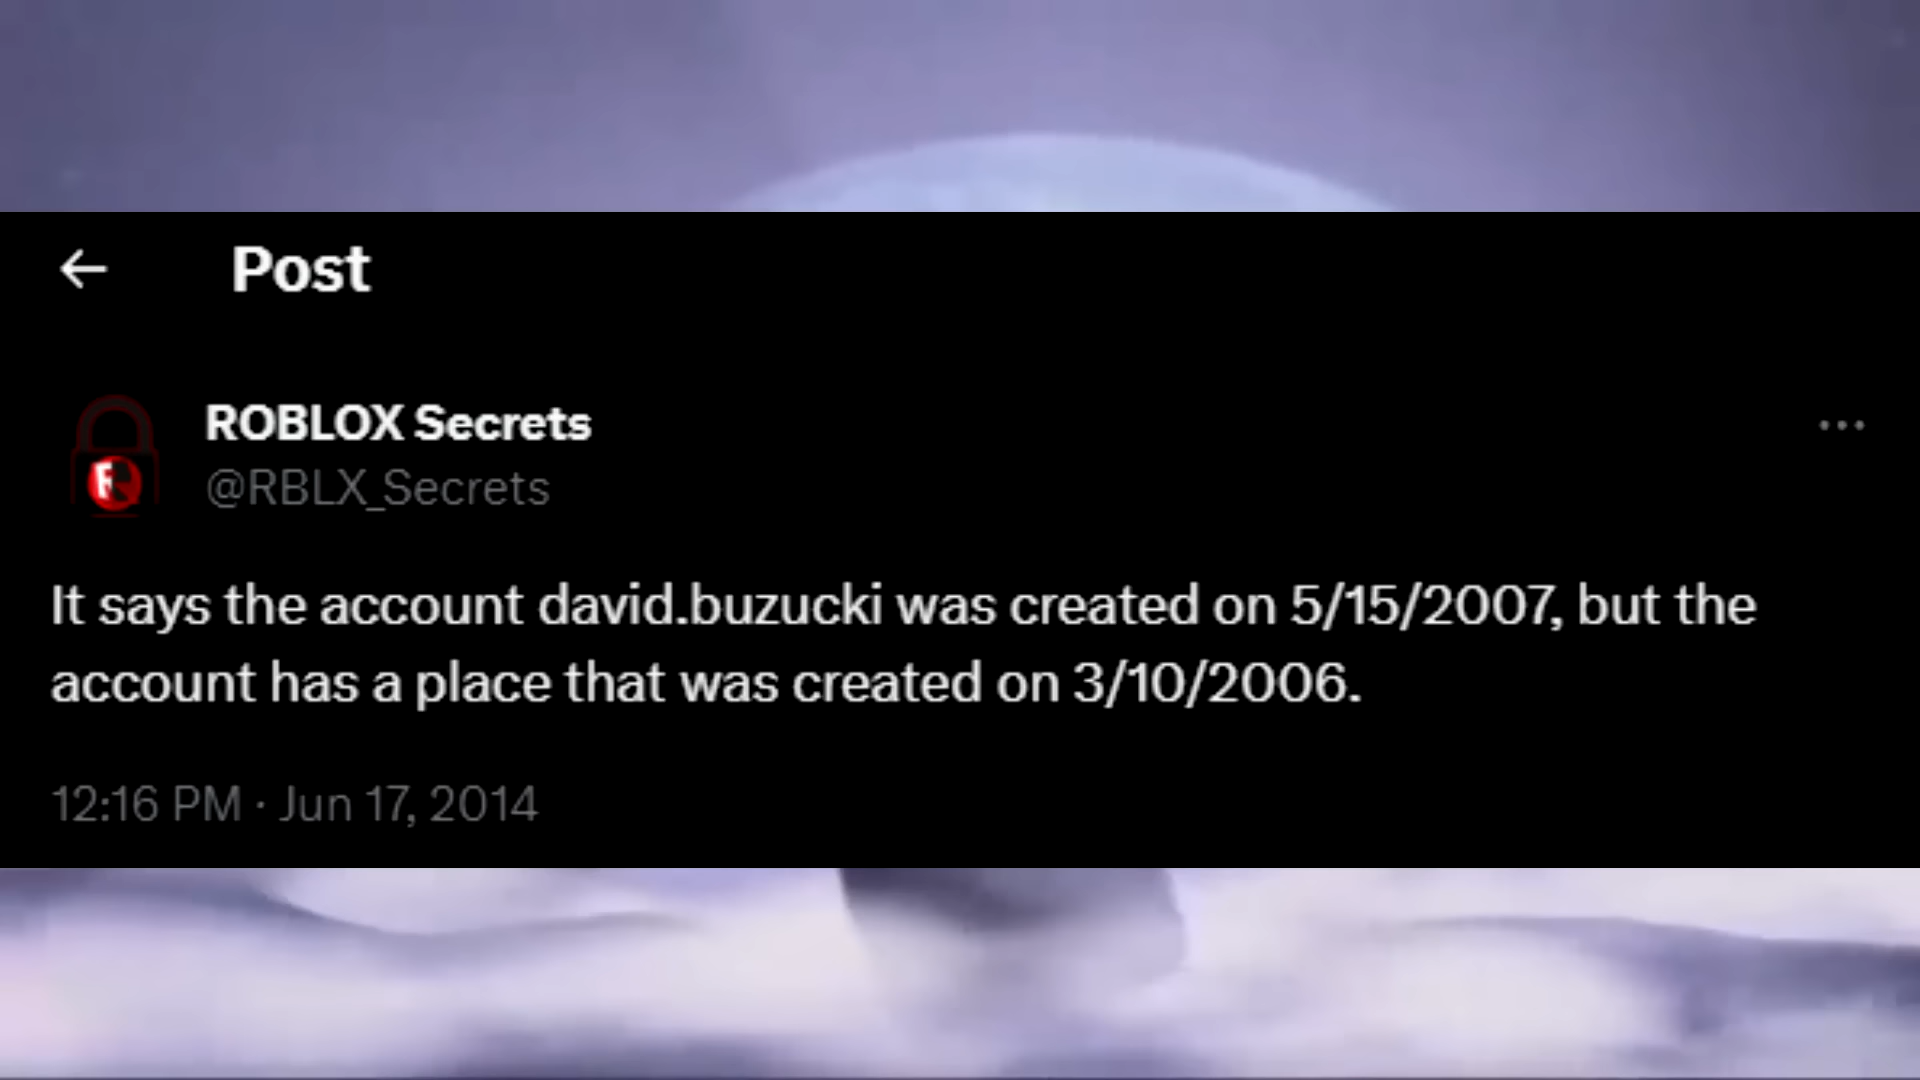 Post
ROBLOX Secrets
@RBLX_Secrets
It says the account david.buzucki was created on 5/15/2007, but the
account has a place that was created on 3/10/2006.
12:16 PM · Jun 17, 2014